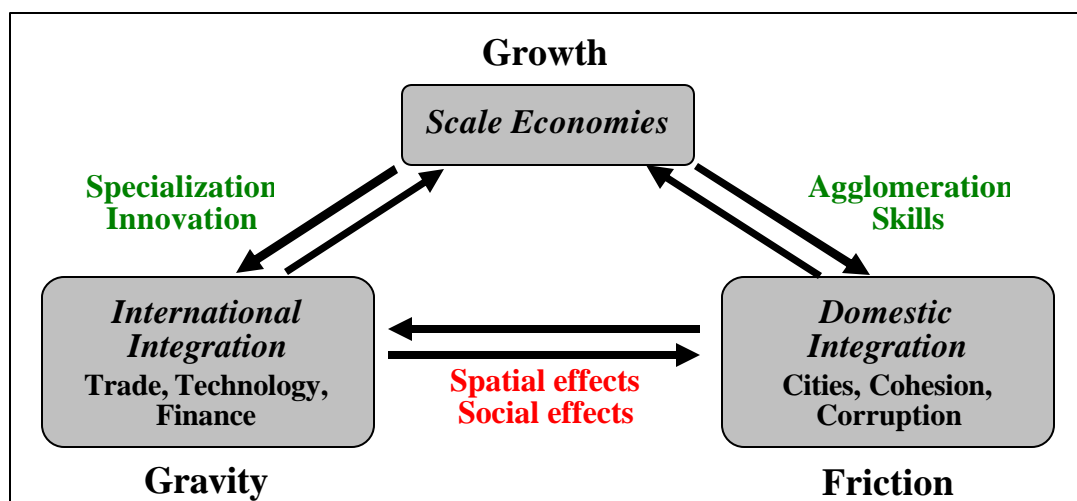 Growth
Scale Economies
Specialization
Innovation
Agglomeration
Skills
International
Integration
Trade, Technology,
Finance
Domestic
Integration
Cities, Cohesion,
Corruption
Spatial effects
Social effects
Gravity
Friction